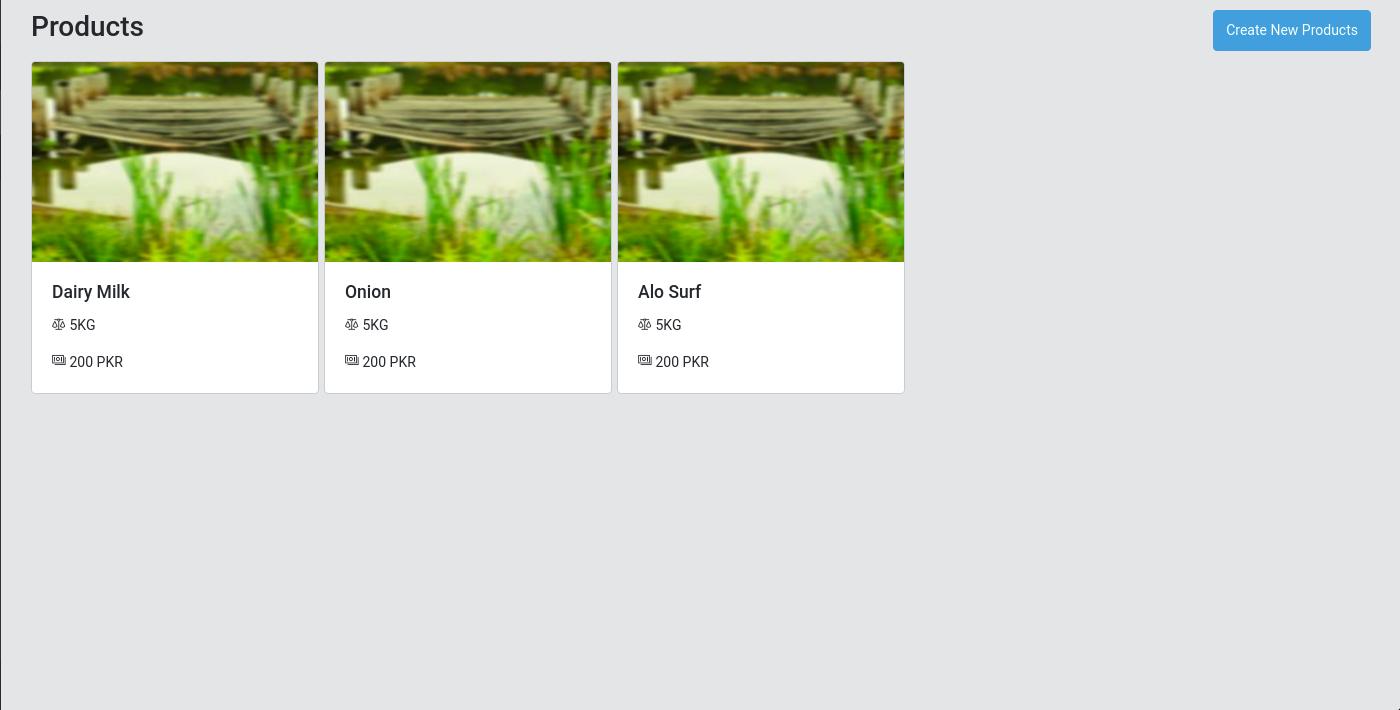 Products
Create New Products
Dairy Milk
5KG
200 PKR
Onion
5KG
200 PKR
Alo Surf
5KG
200 PKR